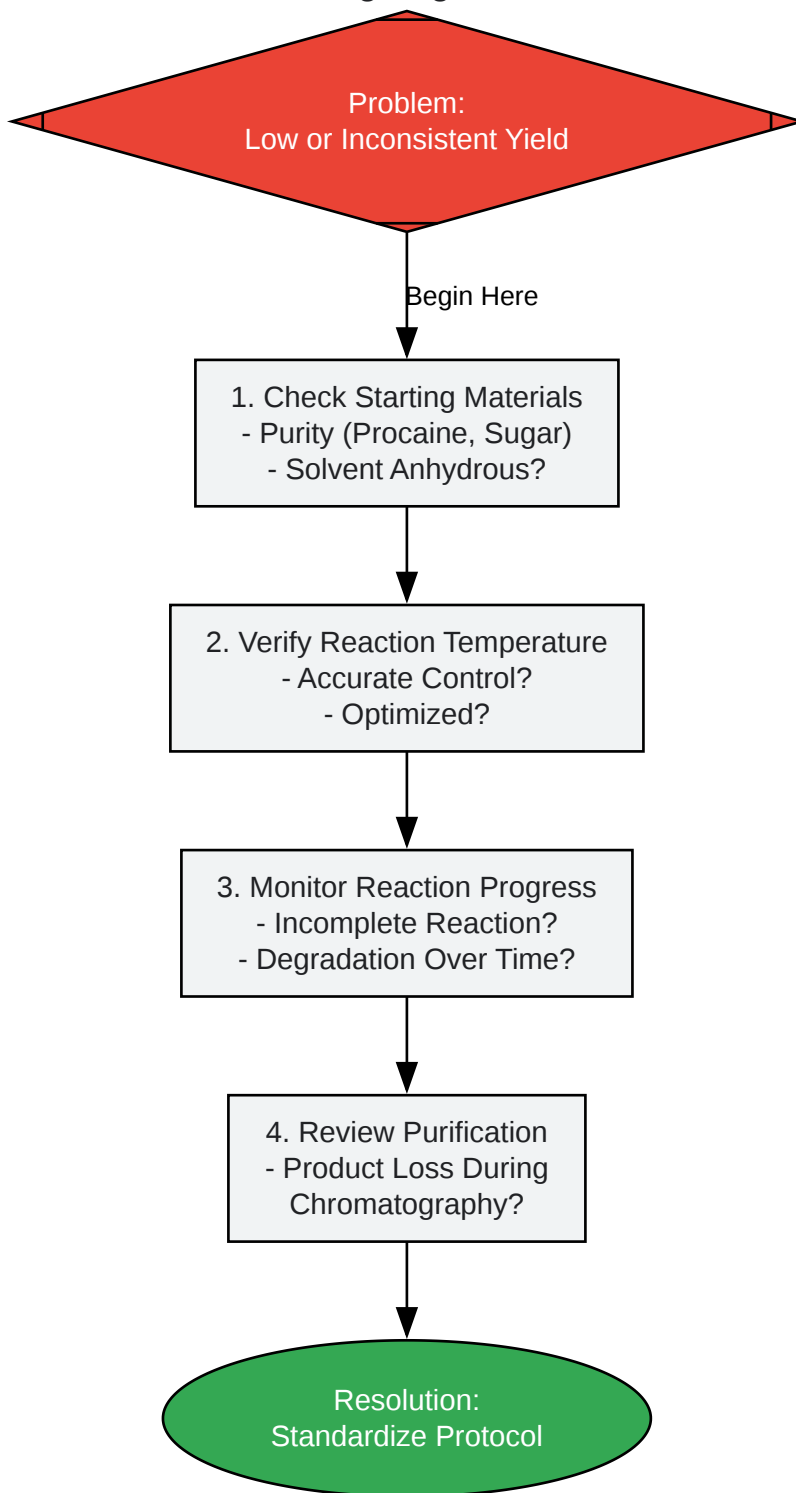 Problem:
Low or Inconsistent Yield
Begin Here
1. Check Starting Materials
- Purity (Procaine, Sugar)
- Solvent Anhydrous?
2. Verify Reaction Temperature
- Accurate Control?
- Optimized?
3. Monitor Reaction Progress
- Incomplete Reaction?
- Degradation Over Time?
4. Review Purification
- Product Loss During
Chromatography?
Resolution:
Standardize Protocol